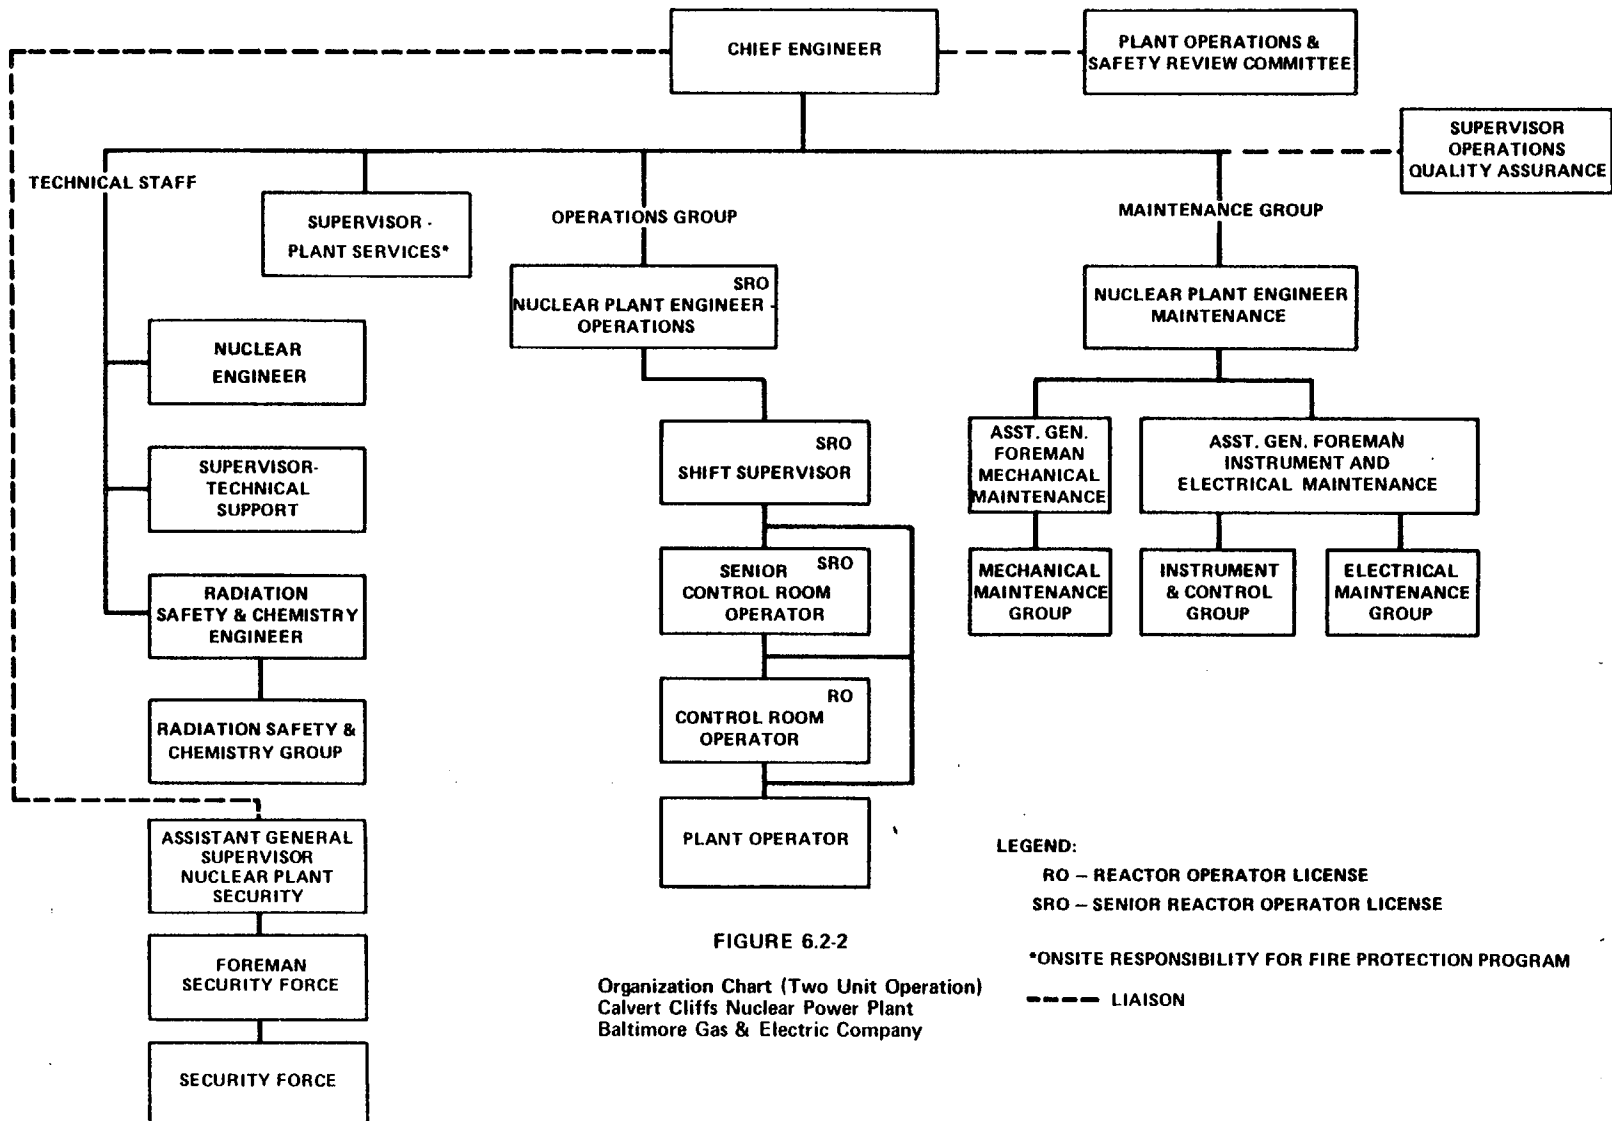 CHIEF ENGINEER
PLANT OPERATIONS &
SAFETY REVIEW COMMITTEE
SUPERVISOR
OPERATIONS
QUALITY ASSURANCE
TECHNICAL STAFF
SUPERVISOR -
PLANT SERVICES*
OPERATIONS GROUP
MAINTENANCE GROUP
SRO
NUCLEAR PLANT ENGINEER -
OPERATIONS
NUCLEAR PLANT ENGINEER
MAINTENANCE
NUCLEAR
ENGINEER
SUPERVISOR-
TECHNICAL
SUPPORT
RADIATION
SAFETY & CHEMISTRY
ENGINEER
RADIATION SAFETY &
CHEMISTRY GROUP
ASSISTANT GENERAL
SUPERVISOR
NUCLEAR PLANT
SECURITY
FOREMAN
SECURITY FORCE
SECURITY FORCE
SRO
SHIFT SUPERVISOR
SENIOR SRO
CONTROL ROOM
OPERATOR
RO
CONTROL ROOM
OPERATOR
PLANT OPERATOR
ASST. GEN.
FOREMAN
MECHANICAL
MAINTENANCE
ASST. GEN. FOREMAN
INSTRUMENT AND
ELECTRICAL MAINTENANCE
MECHANICAL
MAINTENANCE
GROUP
INSTRUMENT
& CONTROL
GROUP
ELECTRICAL
MAINTENANCE
GROUP
LEGEND:
RO – REACTOR OPERATOR LICENSE
SRO – SENIOR REACTOR OPERATOR LICENSE
*ONSITE RESPONSIBILITY FOR FIRE PROTECTION PROGRAM
LIAISON
FIGURE 6.2-2
Organization Chart (Two Unit Operation)
Calvert Cliffs Nuclear Power Plant
Baltimore Gas & Electric Company